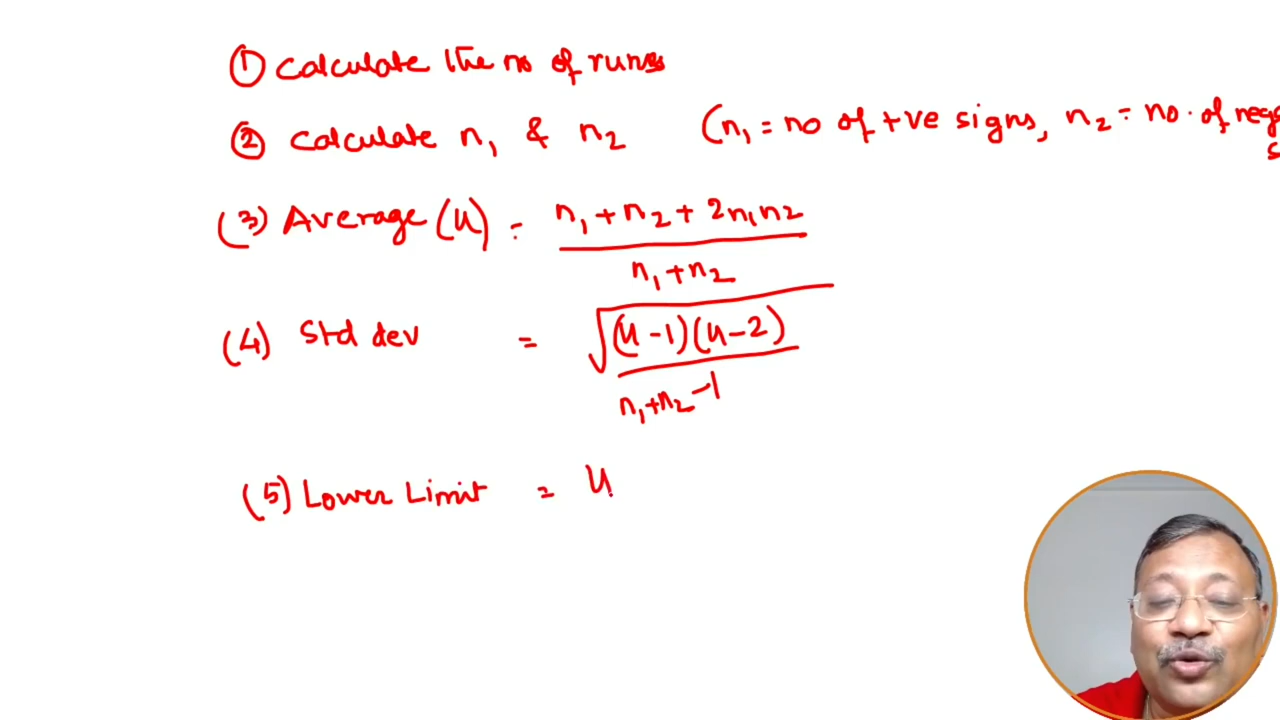 ① Calculate the no of runs
② Calculate n₁ & n₂ (n₁ = no of +ve signs, n₂ = no. of neg
(3) Average (μ) = n₁ + n₂ + 2n₁n₂
n₁ + n₂
(4) Std dev = √(μ - 1)(μ - 2)
n₁+n₂ - 1
(5) Lower Limit = μ